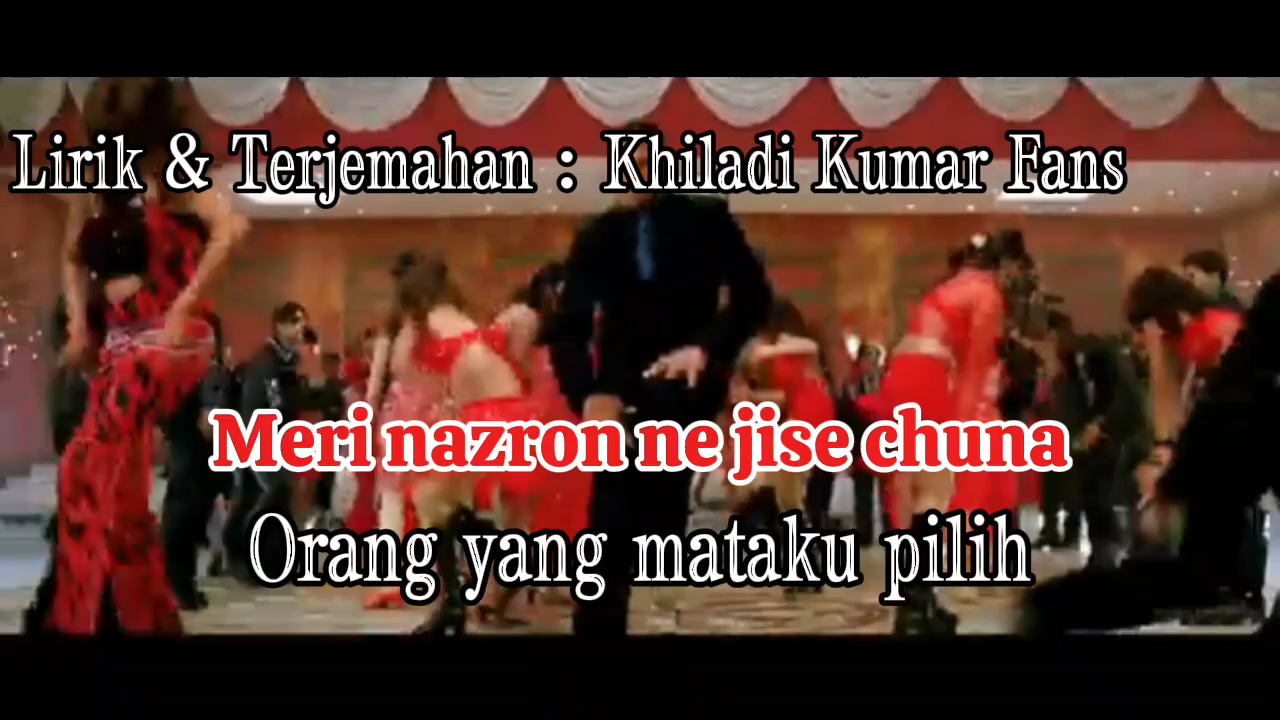 Lirik & Terjemahan : Khiladi Kumar Fans
Meri nazron ne jise chuna
Orang yang mataku pilih